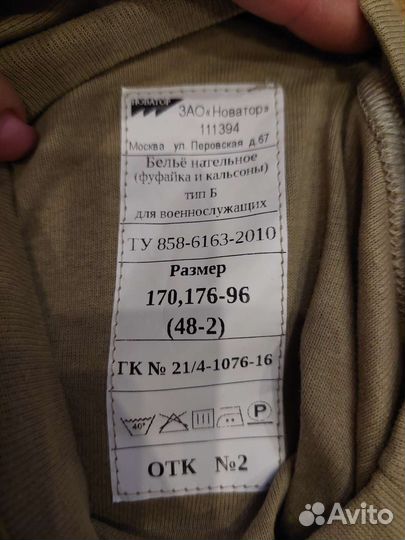 НОВАТОР
ЗАО«Новатор»
111394
Москва ул. Перовская д.67
Бельё нательное
(фуфайка и кальсоны)
тип Б
для военнослужащих
ТУ 858-6163-2010
Размер
170,176-96
(48-2)
ГК № 21/4-1076-16
40° P
ОТК №2
Avito